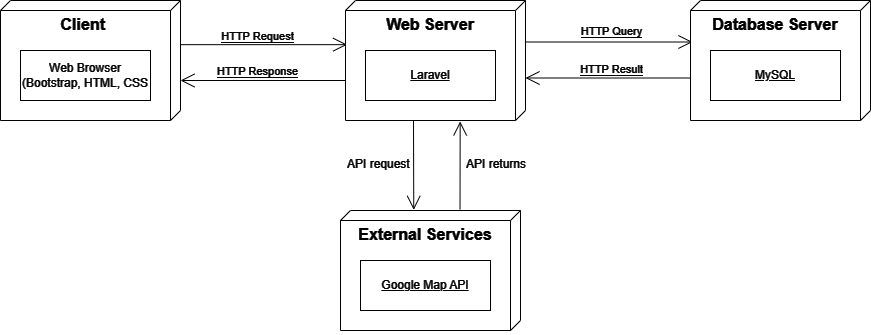 Client
Web Browser
(Bootstrap, HTML, CSS
HTTP Request
HTTP Response
Web Server
Laravel
HTTP Query
HTTP Result
Database Server
MySQL
API request
API returns
External Services
Google Map API